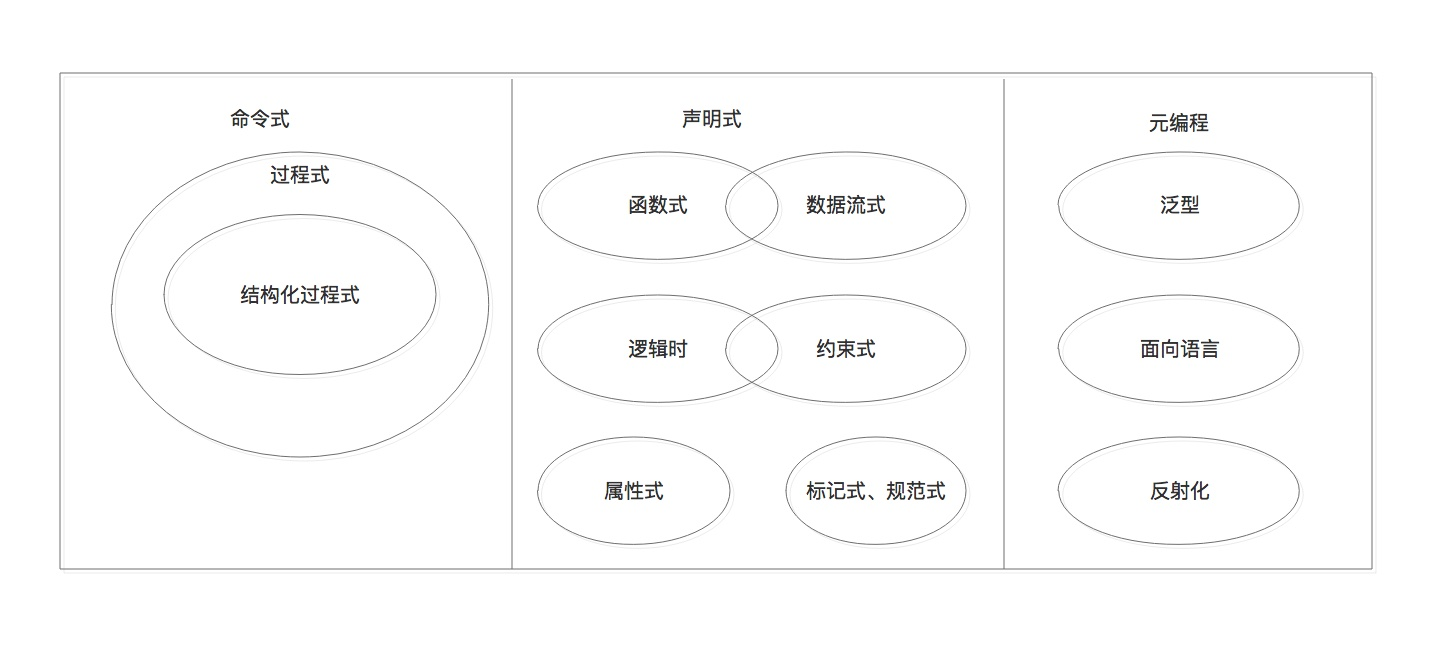 命令式
过程式
结构化过程式
声明式
函数式
数据流式
逻辑时
约束式
属性式
标记式、规范式
元编程
泛型
面向语言
反射化